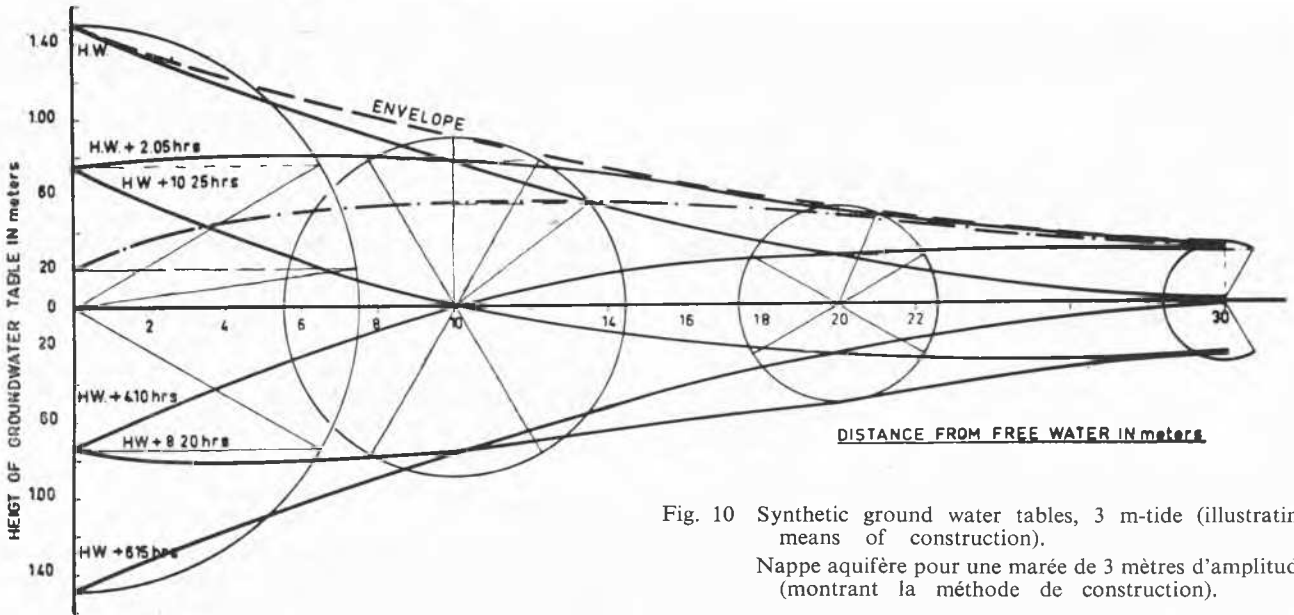 HEIGT OF GROUNDWATER TABLE IN meters
1.40
1.00
60
20
0
20
60
1.00
1.40
H.W.
H.W. + 2.05 hrs
HW + 10 25 hrs
HW. + 4.10 hrs
HW + 8 20 hrs
HW + 6.15 hrs
ENVELOPE
2 4 6 8 10 14 16 18 20 22 30
DISTANCE FROM FREE WATER IN meters
Fig. 10 Synthetic ground water tables, 3 m-tide (illustratin
means of construction).
Nappe aquifère pour une marée de 3 mètres d'amplitud
(montrant la méthode de construction).